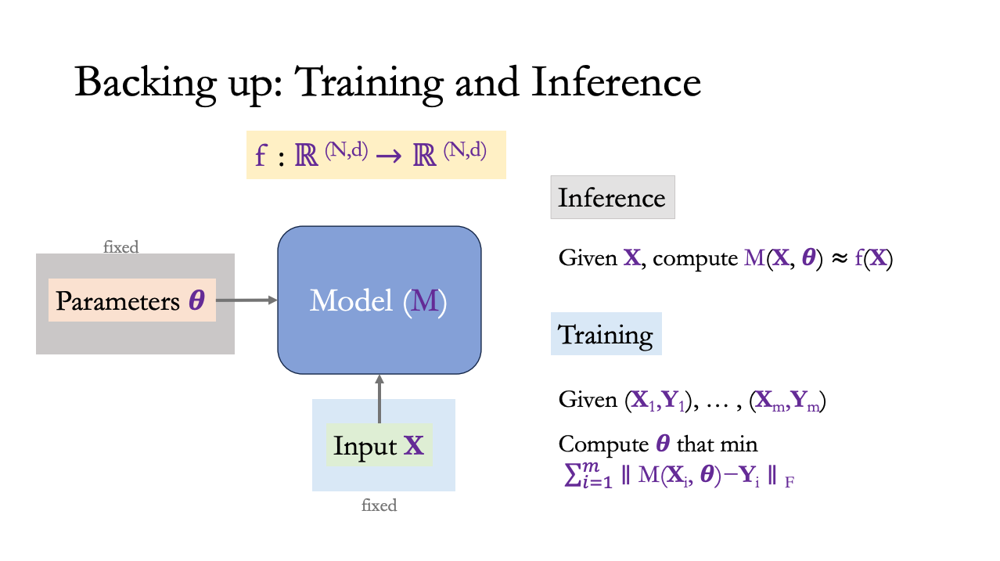 Backing up: Training and Inference
f : ℝ (N,d) → ℝ (N,d)
Inference
Given X, compute M(X, θ) ≈ f(X)
fixed
Parameters θ
Model (M)
Training
Given (X1,Y1), … , (Xm,Ym)
Input X
Compute θ that min
∑i=1m ‖ M(Xi, θ)−Yi ‖ F
fixed